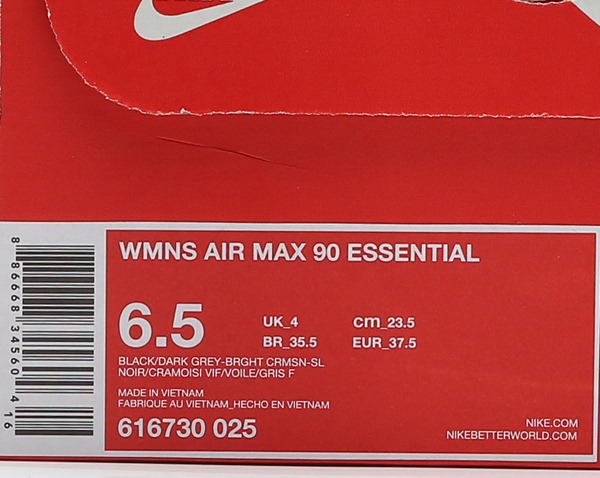 WMNS AIR MAX 90 ESSENTIAL
6.5
UK_4 cm_23.5
BR_35.5 EUR_37.5
BLACK/DARK GREY-BRGHT CRMSN-SL
NOIR/CRAMOISI VIF/VOILE/GRIS F
MADE IN VIETNAM
FABRIQUE AU VIETNAM_HECHO EN VIETNAM
616730 025
NIKE.COM
NIKEBETTERWORLD.COM
8 86668 34560 4 16